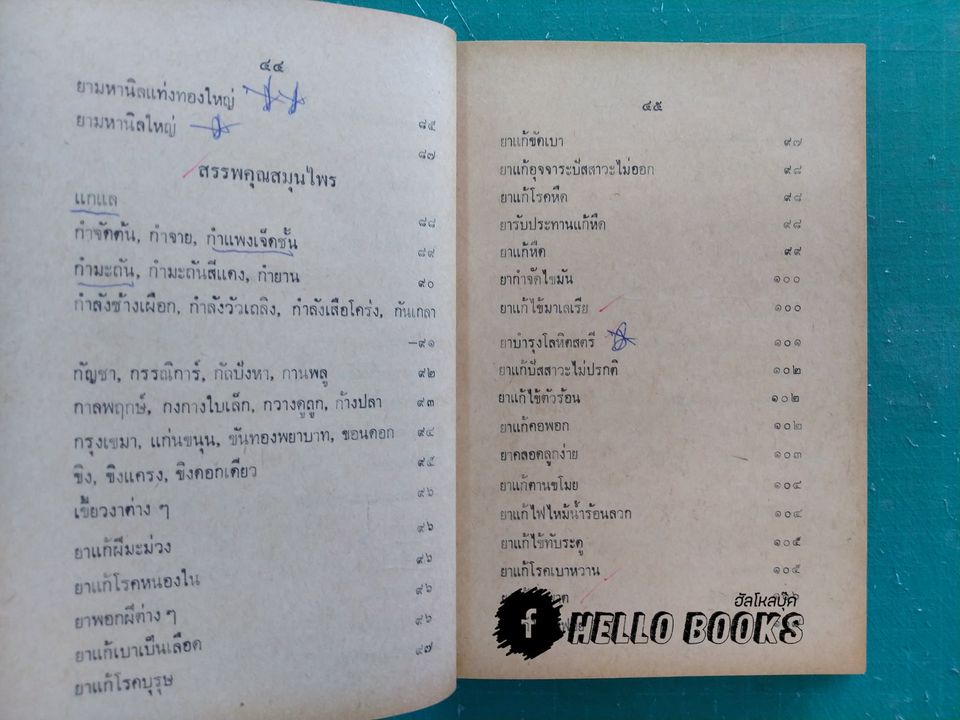 ๔๔
ยามหานิลแท่งทองใหญ่ ๘๕
ยามหานิลใหญ่ ๘๗
สรรพคุณสมุนไพร
แกแล ๘๘
กำจัดต้น, กำจาย, กำแพงเจ็ดชั้น ๘๙
กำมะถัน, กำมะถันสีแดง, กำยาน ๙๐
กำลังช้างเผือก, กำลังวัวเถลิง, กำลังเสือโคร่ง, กันเกลา
–๙๑
กัญชา, กรรณิการ์, กัลปังหา, กานพลู ๙๒
กาลพฤกษ์, กงกางใบเล็ก, กวางดูถูก, ก้างปลา ๙๓
กรุงเขมา, แก่นขนุน, ขันทองพยาบาท, ขอนดอก ๙๔
ขิง, ขิงแครง, ขิงดอกเดียว ๙๕
เขี้ยวงาต่าง ๆ ๙๖
ยาแก้ฝีมะม่วง ๙๖
ยาแก้โรคหนองใน ๙๖
ยาพอกฝีต่าง ๆ ๙๖
ยาแก้เบาเป็นเลือด ๙๖
ยาแก้โรคบุรุษ ๙๗
๔๕
ยาแก้ขัดเบา ๙๗
ยาแก้อุจจาระปัสสาวะไม่ออก ๙๘
ยาแก้โรคหืด ๙๘
ยารับประทานแก้หืด ๙๘
ยาแก้หืด ๙๙
ยากำจัดไขมัน ๑๐๐
ยาแก้ไข้มาเลเรีย ๑๐๐
ยาบำรุงโลหิตสตรี ๑๐๑
ยาแก้ปัสสาวะไม่ปรกติ ๑๐๒
ยาแก้ไข้ตัวร้อน ๑๐๒
ยาแก้คอพอก ๑๐๒
ยาคลอดลูกง่าย ๑๐๓
ยาแก้ตานขโมย ๑๐๔
ยาแก้ไฟไหม้น้ำร้อนลวก ๑๐๔
ยาแก้ไข้ทับระดู ๑๐๕
ยาแก้โรคเบาหวาน ๑๐๕
ฮัลโหลบุ๊ค
f HELLO BOOKS